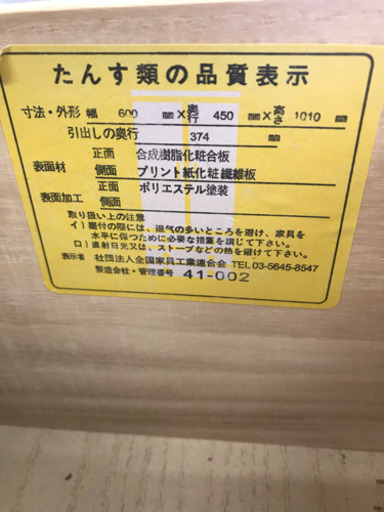 たんす類の品質表示
寸法・外形 幅 600 mm×奥行 450 mm×高さ 1010 mm
引出しの奥行 374 mm
表面材 正面 合成樹脂化粧合板
側面 プリント紙化粧繊維板
表面加工 正面 ポリエステル塗装
側面
取り扱い上の注意
イ) 据付の際には、湿気の多いところを避け、家具を
水平に保つために必要な措置を講じて下さい。
ロ) 直射日光又は、ストーブなどの熱を避けて下さい。
表示者 社団法人全国家具工業連合会 TEL 03-5645-8547
製造会社・管理番号 41-002